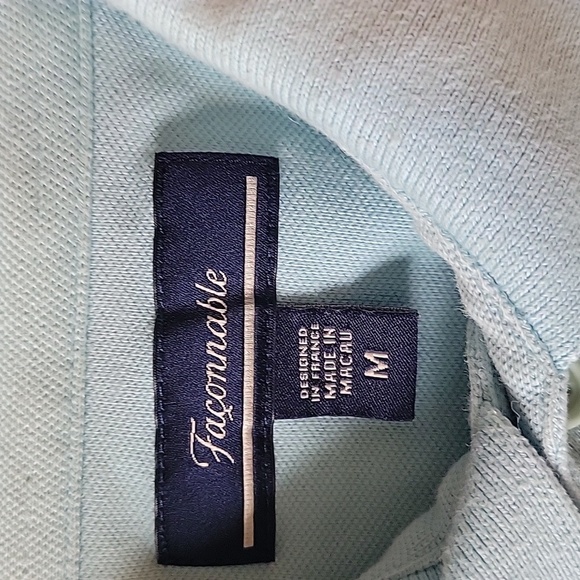 Façonnable
DESIGNED
IN FRANCE
MADE IN
MACAU
M